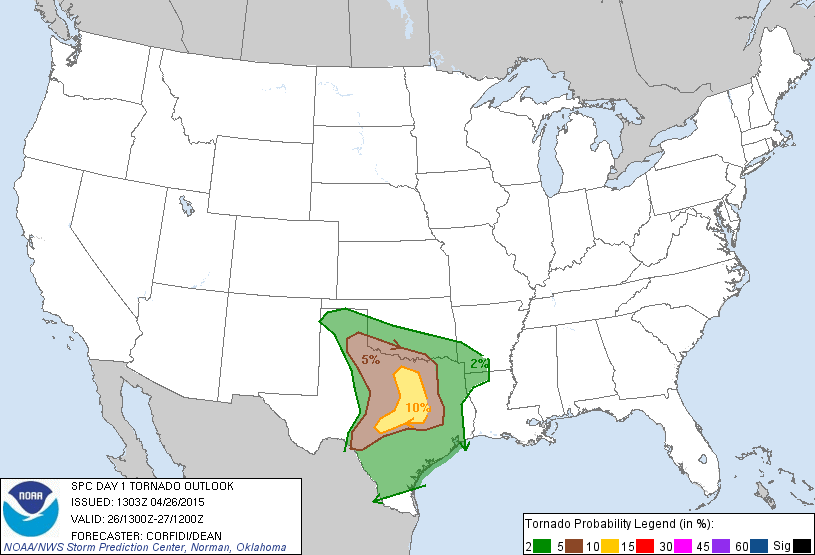 5%
2%
10%
NOAA
SPC DAY 1 TORNADO OUTLOOK
ISSUED: 1303Z 04/26/2015
VALID: 26/1300Z-27/1200Z
FORECASTER: CORFIDI/DEAN
NOAA/NWS Storm Prediction Center, Norman, Oklahoma
Tornado Probability Legend (in %):
2 5 10 15 30 45 60 Sig